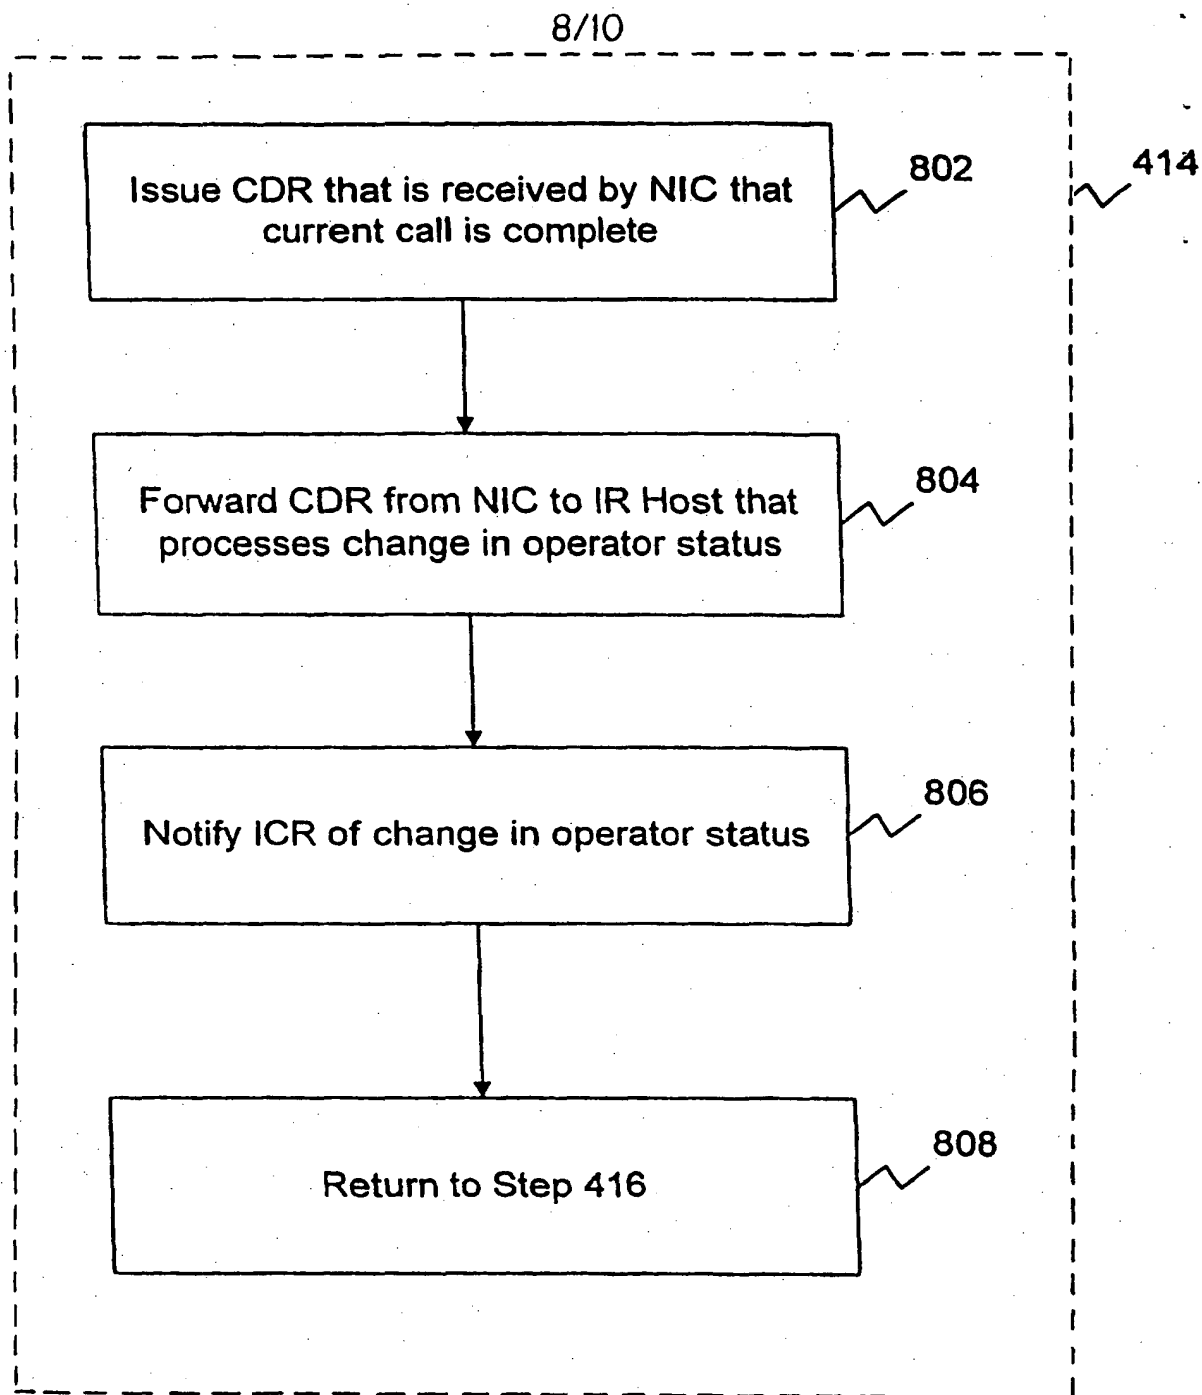 8/10
414
Issue CDR that is received by NIC that
current call is complete
802
Forward CDR from NIC to IR Host that
processes change in operator status
804
Notify ICR of change in operator status
806
Return to Step 416
808